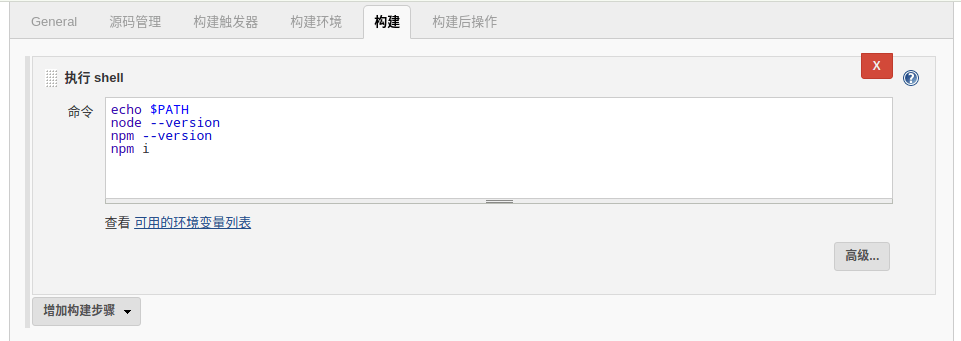 General 源码管理 构建触发器 构建环境 构建 构建后操作
X
执行 shell ?
命令
echo $PATH
node --version
npm --version
npm i
查看 可用的环境变量列表
高级...
增加构建步骤